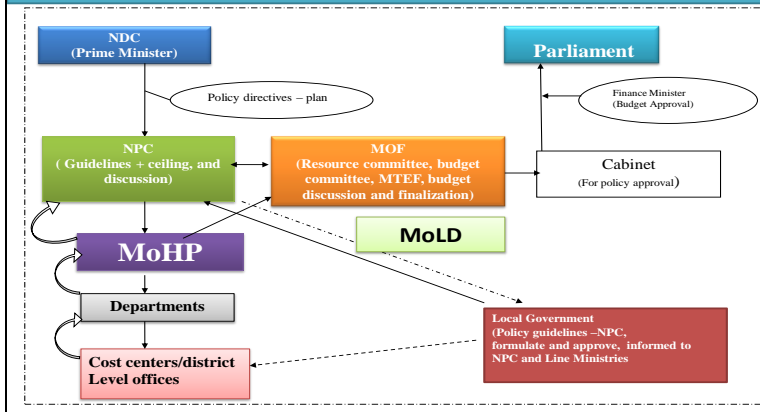 NDC
(Prime Minister)
Parliament
Policy directives – plan
Finance Minister
(Budget Approval)
NPC
( Guidelines + ceiling, and
discussion)
MOF
(Resource committee, budget
committee, MTEF, budget
discussion and finalization)
Cabinet
(For policy approval)
MoLD
MoHP
Departments
Local Government
(Policy guidelines –NPC,
formulate and approve, informed to
NPC and Line Ministries
Cost centers/district
Level offices